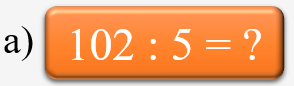 a) 102 : 5 = ?